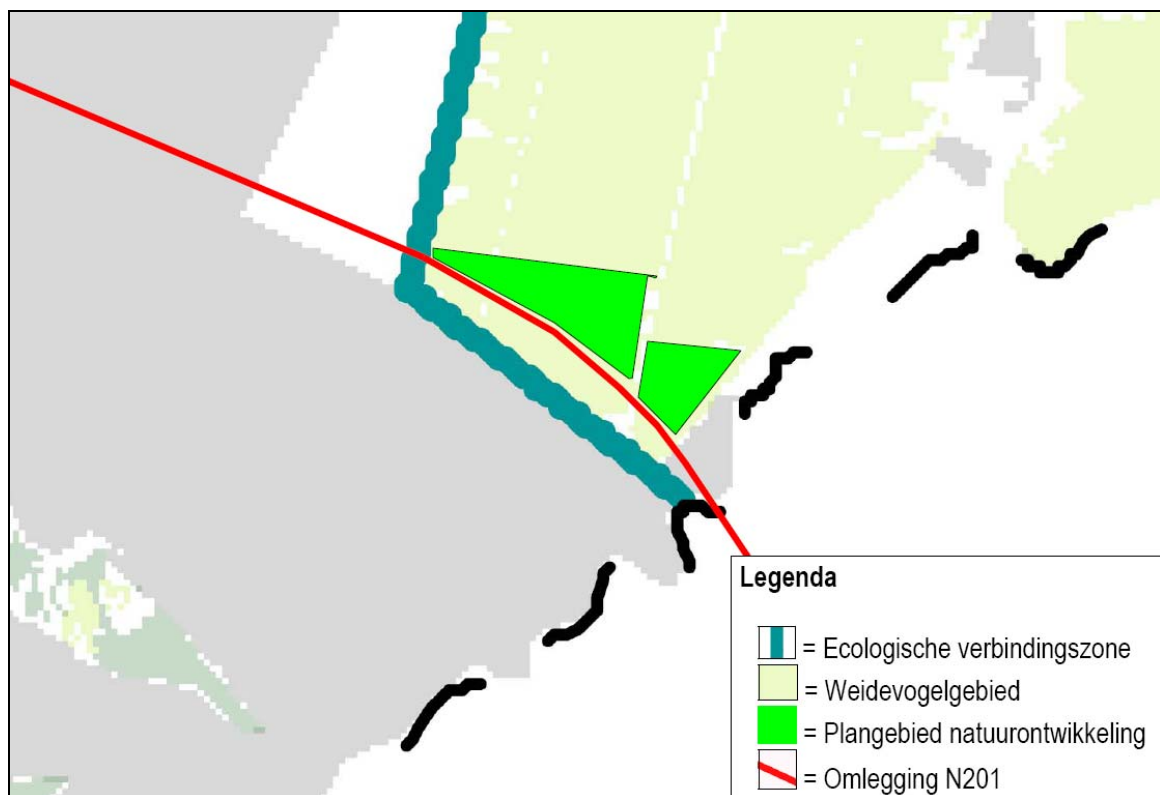 Legenda
= Ecologische verbindingszone
= Weidevogelgebied
= Plangebied natuurontwikkeling
= Omlegging N201